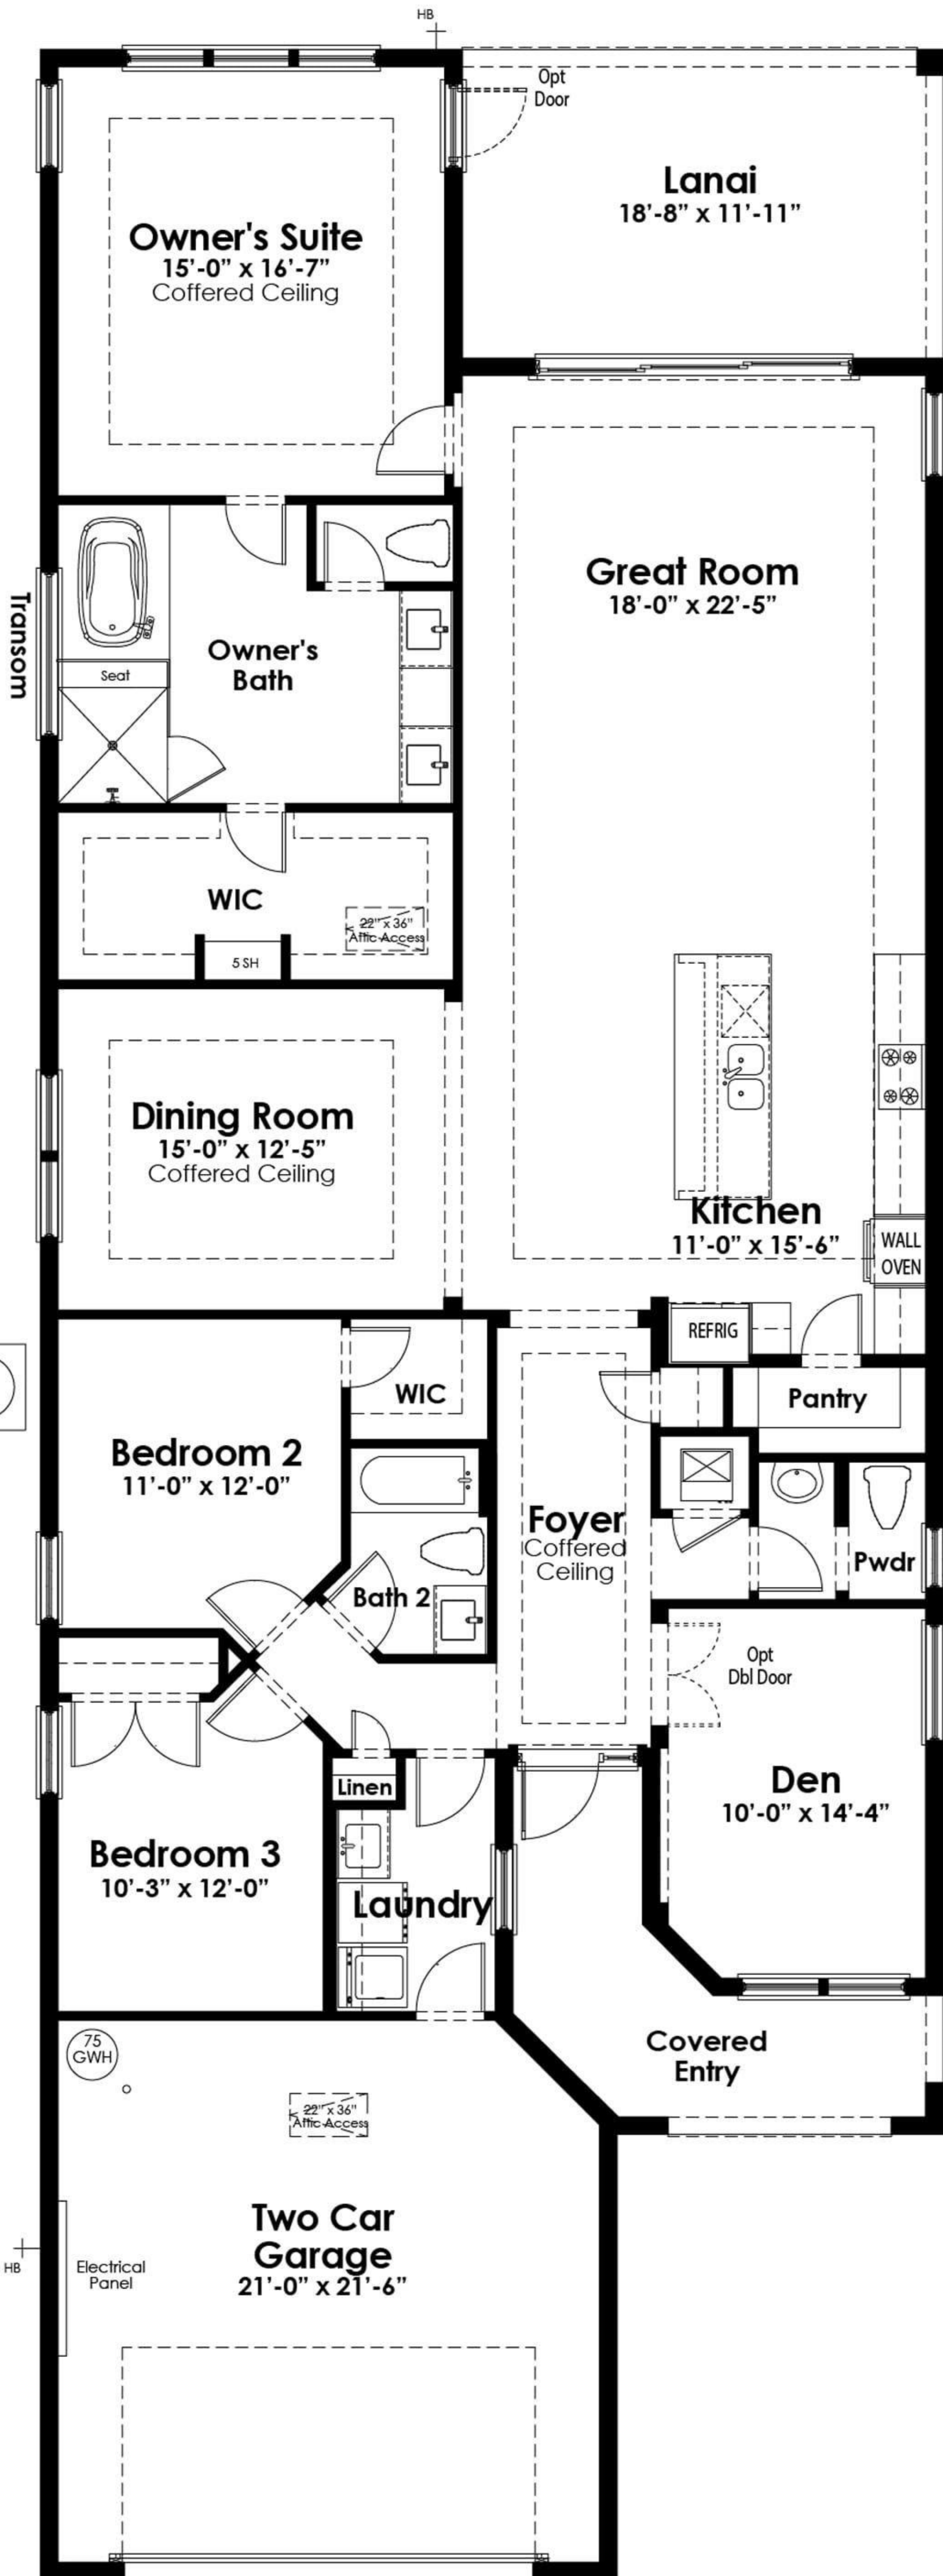 HB
Opt
Door
Lanai
18’-8” x 11’-11”
Owner's Suite
15’-0” x 16’-7”
Coffered Ceiling
Great Room
18’-0” x 22’-5”
Transom
Owner's
Bath
Seat
WIC
22” x 36”
Attic Access
5 SH
Dining Room
15’-0” x 12’-5”
Coffered Ceiling
Kitchen
11’-0” x 15’-6”
WALL
OVEN
REFRIG
WIC
Pantry
Bedroom 2
11’-0” x 12’-0”
Foyer
Coffered
Ceiling
Pwdr
Bath 2
Opt
Dbl Door
Den
10’-0” x 14’-4”
Linen
Bedroom 3
10’-3” x 12’-0”
Laundry
Covered
Entry
75
GWH
22” x 36”
Attic Access
Two Car
Garage
21’-0” x 21’-6”
HB
Electrical
Panel